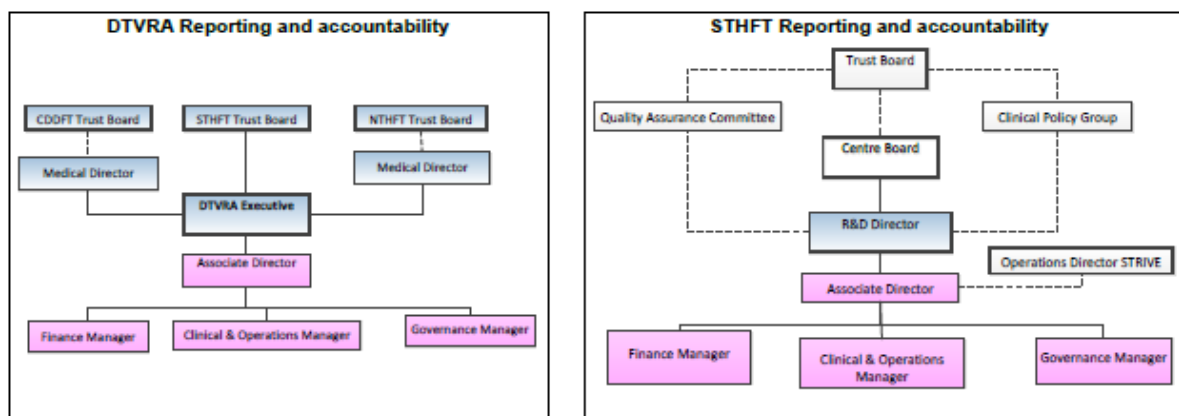 DTVRA Reporting and accountability
CDDFT Trust Board
STHFT Trust Board
NTHFT Trust Board
Medical Director
Medical Director
DTVRA Executive
Associate Director
Finance Manager
Clinical & Operations Manager
Governance Manager
STHFT Reporting and accountability
Trust Board
Quality Assurance Committee
Clinical Policy Group
Centre Board
R&D Director
Operations Director STRIVE
Associate Director
Finance Manager
Clinical & Operations
Manager
Governance Manager